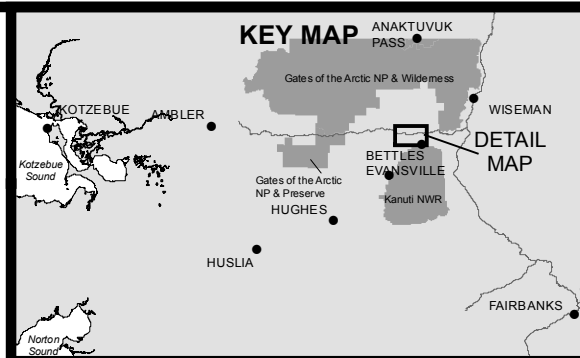 KEY MAP
ANAKTUVUK
PASS
Gates of the Arctic NP & Wilderness
WISEMAN
KOTZEBUE
AMBLER
DETAIL
MAP
Kotzebue
Sound
BETTLES
EVANSVILLE
Gates of the Arctic
NP & Preserve
Kanuti NWR
HUGHES
HUSLIA
FAIRBANKS
Norton
Sound